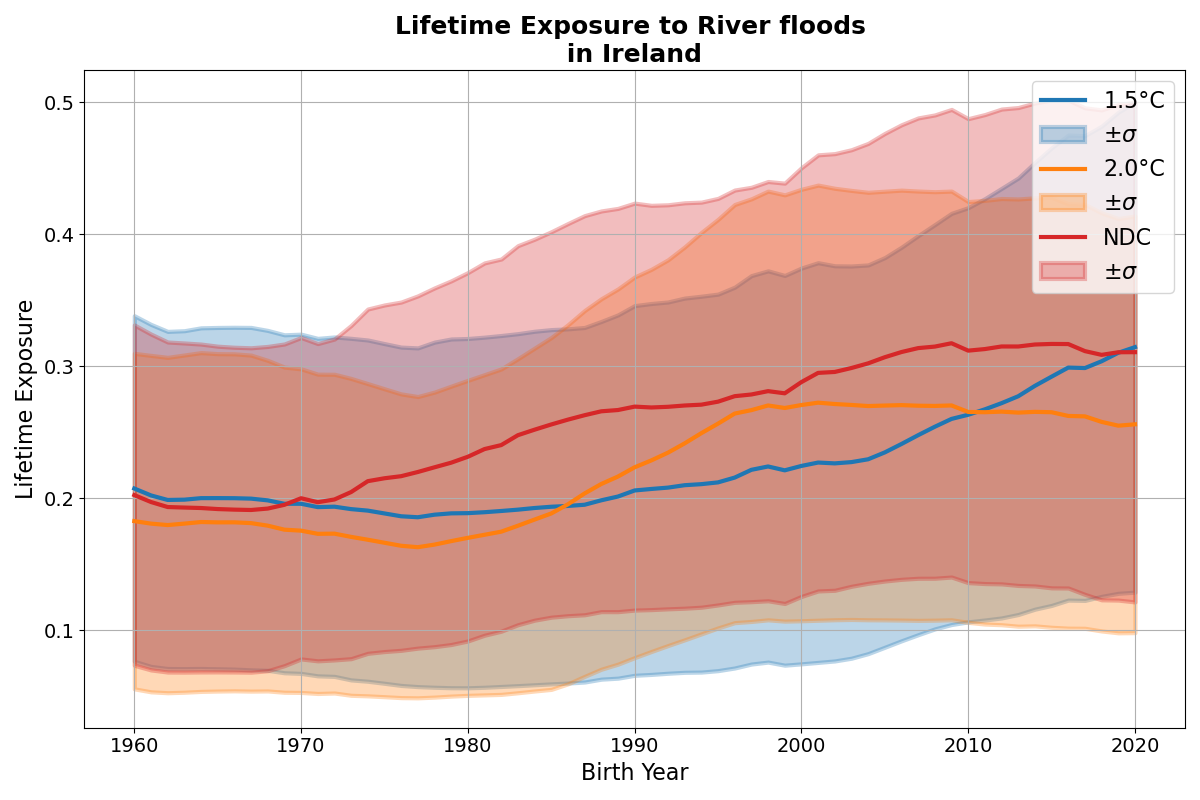 Lifetime Exposure to River floods
in Ireland
Lifetime Exposure
0.5
0.4
0.3
0.2
0.1
1.5°C
±σ
2.0°C
±σ
NDC
±σ
1960
1970
1980
1990
2000
2010
2020
Birth Year